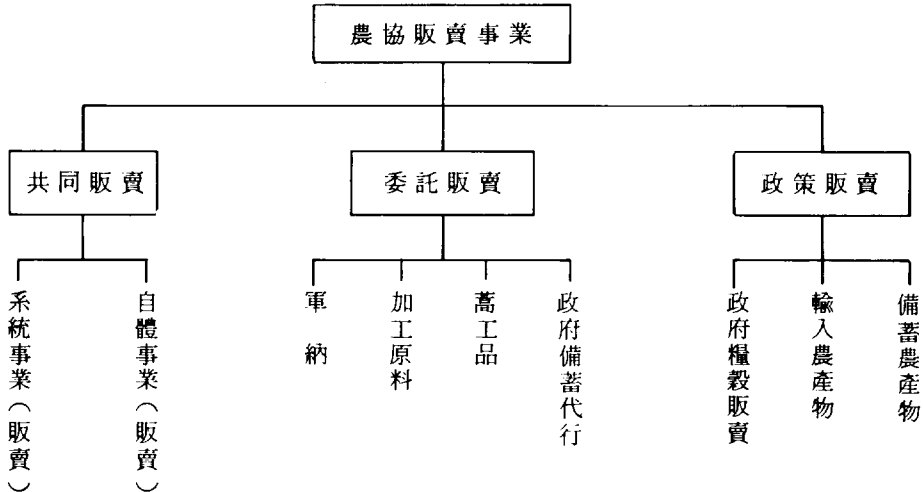 農協販賣事業
共同販賣
委託販賣
政策販賣
系統事業(販賣)
自體事業(販賣)
軍納
加工原料
藁工品
政府備蓄代行
政府糧穀販賣
輸入農產物
備蓄農產物